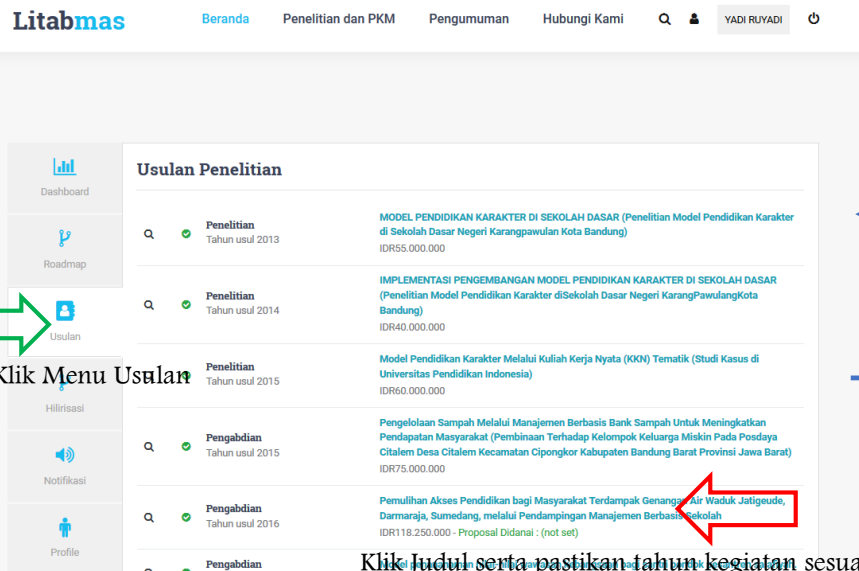 Litabmas
Beranda Penelitian dan PKM Pengumuman Hubungi Kami YADI RUYADI
Dashboard
Roadmap
Usulan
Klik Menu Usulan
Hilirisasi
Notifikasi
Profile
Usulan Penelitian
Penelitian
Tahun usul 2013
MODEL PENDIDIKAN KARAKTER DI SEKOLAH DASAR (Penelitian Model Pendidikan Karakter
di Sekolah Dasar Negeri Karangpawulan Kota Bandung)
IDR55.000.000
Penelitian
Tahun usul 2014
IMPLEMENTASI PENGEMBANGAN MODEL PENDIDIKAN KARAKTER DI SEKOLAH DASAR
(Penelitian Model Pendidikan Karakter diSekolah Dasar Negeri KarangPawulangKota
Bandung)
IDR40.000.000
Penelitian
Tahun usul 2015
Model Pendidikan Karakter Melalui Kuliah Kerja Nyata (KKN) Tematik (Studi Kasus di
Universitas Pendidikan Indonesia)
IDR60.000.000
Pengabdian
Tahun usul 2015
Pengelolaan Sampah Melalui Manajemen Berbasis Bank Sampah Untuk Meningkatkan
Pendapatan Masyarakat (Pembinaan Terhadap Kelompok Keluarga Miskin Pada Posdaya
Citalem Desa Citalem Kecamatan Cipongkor Kabupaten Bandung Barat Provinsi Jawa Barat)
IDR75.000.000
Pengabdian
Tahun usul 2016
Pemulihan Akses Pendidikan bagi Masyarakat Terdampak Genangan Air Waduk Jatigeude,
Darmaraja, Sumedang, melalui Pendampingan Manajemen Berbasis Sekolah
IDR118.250.000 - Proposal Didanai : (not set)
Pengabdian
Klik Judul serta pastikan tahun kegiatan sesua